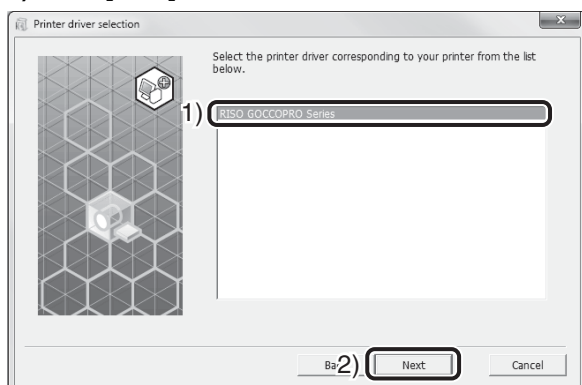 Printer driver selection
Select the printer driver corresponding to your printer from the list
below.
1)
RISO GOCCOPRO Series
2)
Next
Cancel